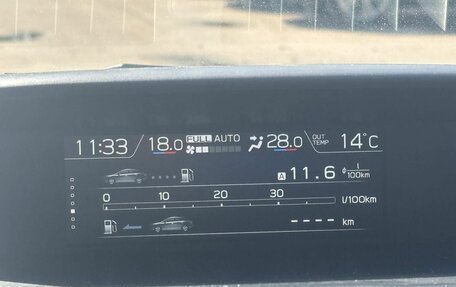 11:33 18.0 FULL AUTO 28.0 OUT TEMP 14°C
A 11.6 l/100km
0 10 20 30 l/100km
---- km